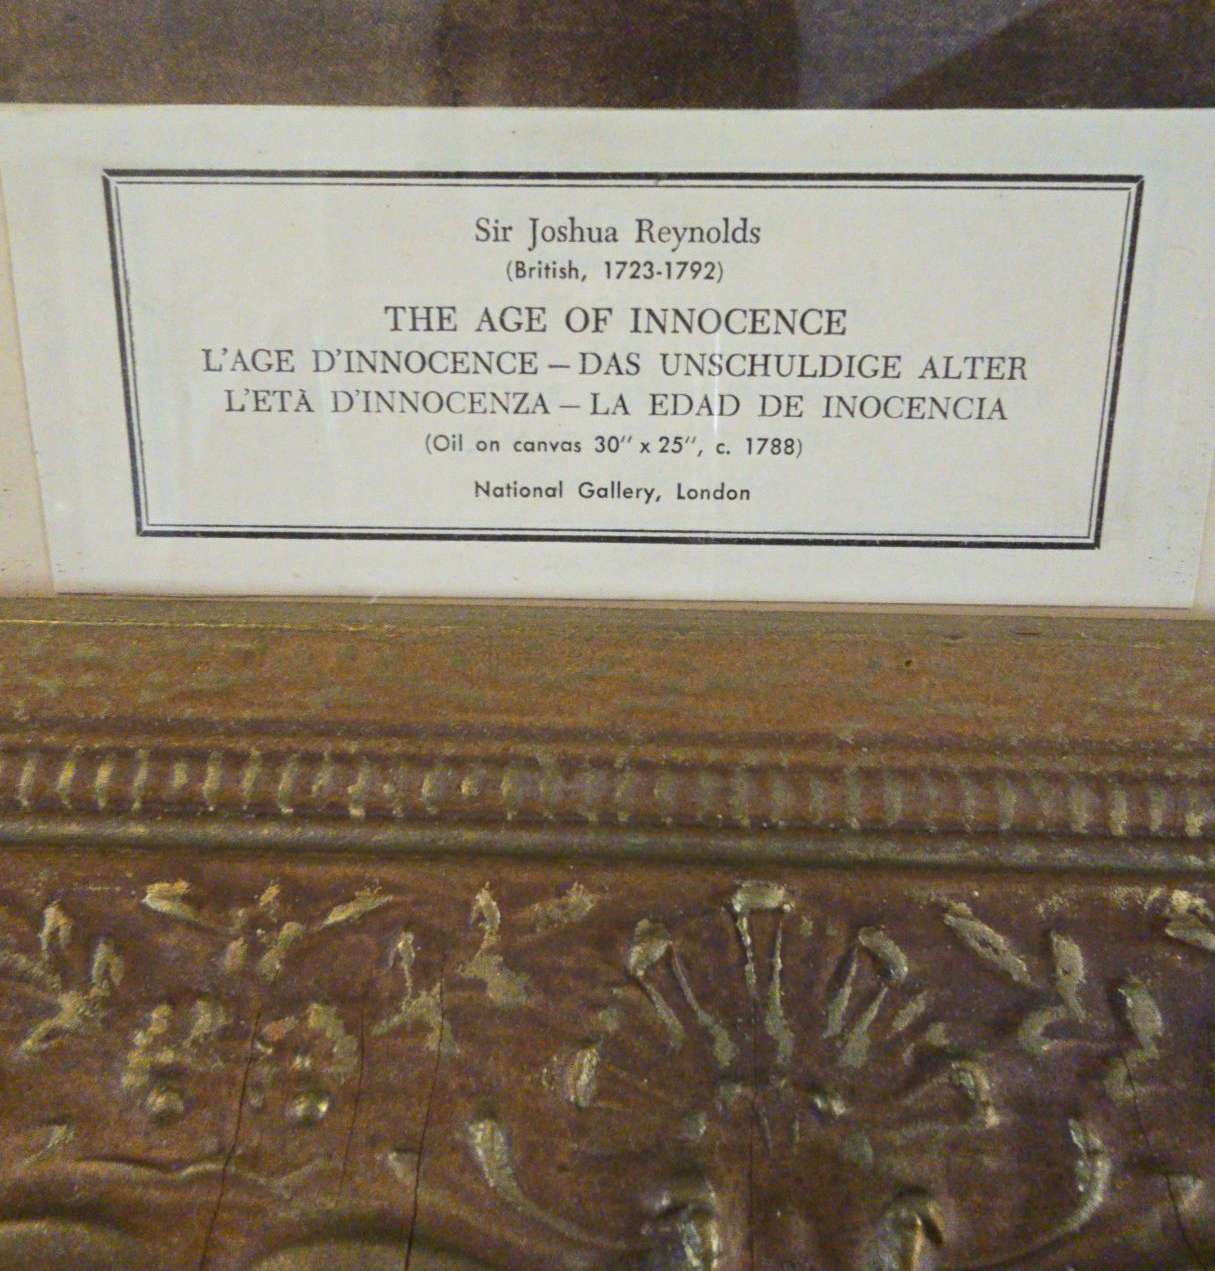 Sir Joshua Reynolds
(British, 1723-1792)
THE AGE OF INNOCENCE
L'AGE D'INNOCENCE – DAS UNSCHULDIGE ALTER
L'ETÀ D'INNOCENZA – LA EDAD DE INOCENCIA
(Oil on canvas 30″ x 25″, c. 1788)
National Gallery, London